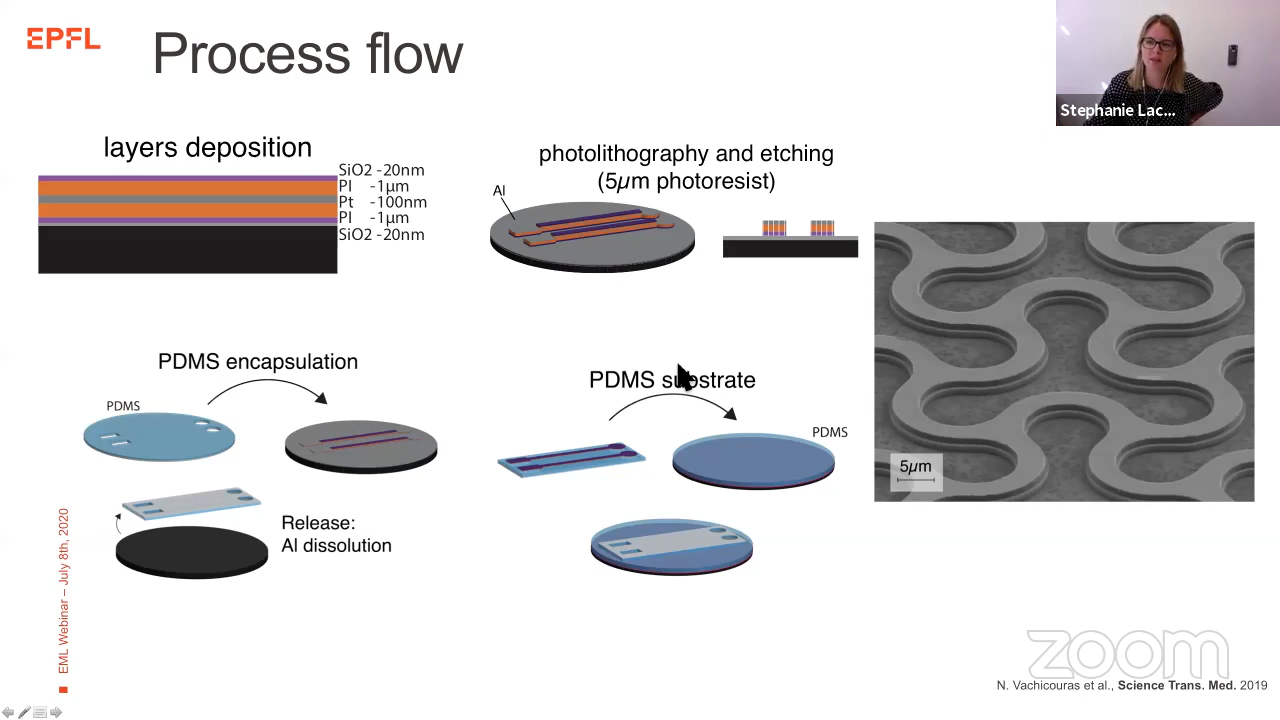 EPFL
Process flow
Stephanie Lac...
layers deposition
SiO2 -20nm
PI -1µm
Pt -100nm
PI -1µm
SiO2 -20nm
photolithography and etching
(5µm photoresist)
Al
5µm
PDMS encapsulation
PDMS
Release:
Al dissolution
PDMS substrate
PDMS
EML Webinar – July 8th, 2020
zoom
N. Vachicouras et al., Science Trans. Med. 2019